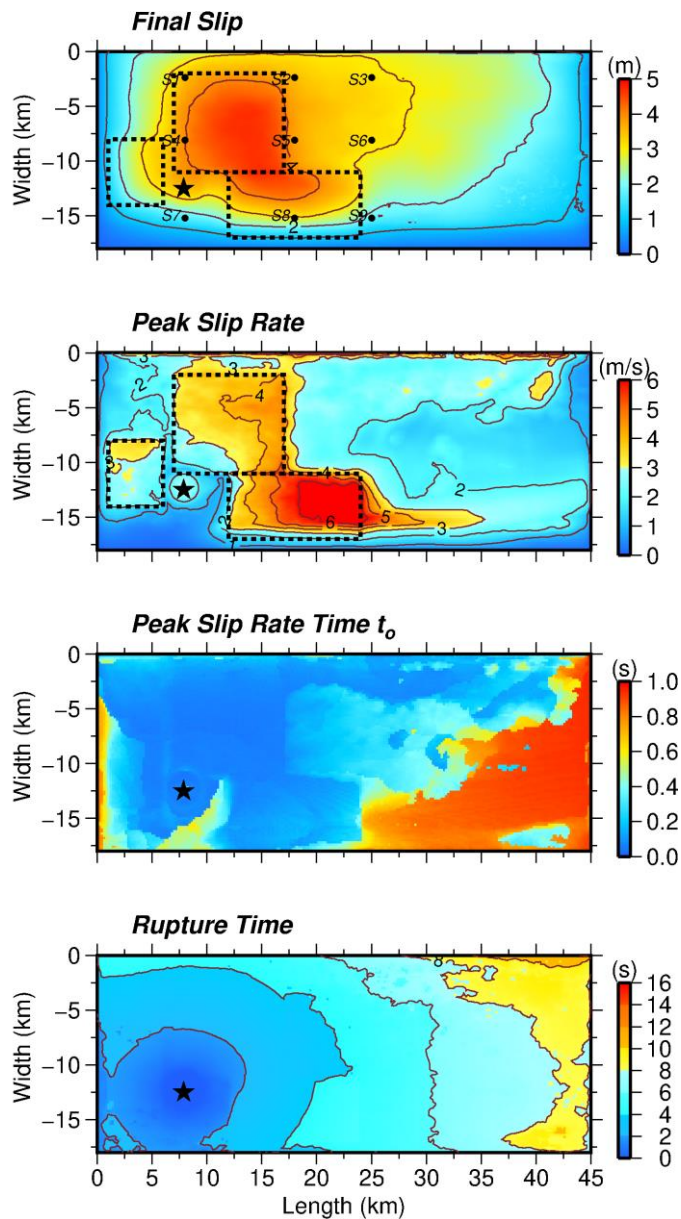 Final Slip
(m)
0
−5
−10
−15
Width (km)
S1 S2 S3
S4 S5 S6
4
S7 S8 S9
2
5
4
3
2
1
0
Peak Slip Rate
(m/s)
0
−5
−10
−15
Width (km)
3 3
2 4
3 4 2
2 6 5 3
6
5
4
3
2
1
0
Peak Slip Rate Time to
(s)
0
−5
−10
−15
Width (km)
1.0
0.8
0.6
0.4
0.2
0.0
Rupture Time
(s)
0
−5
−10
−15
Width (km)
8
16
14
12
10
8
6
4
2
0
0 5 10 15 20 25 30 35 40 45
Length (km)